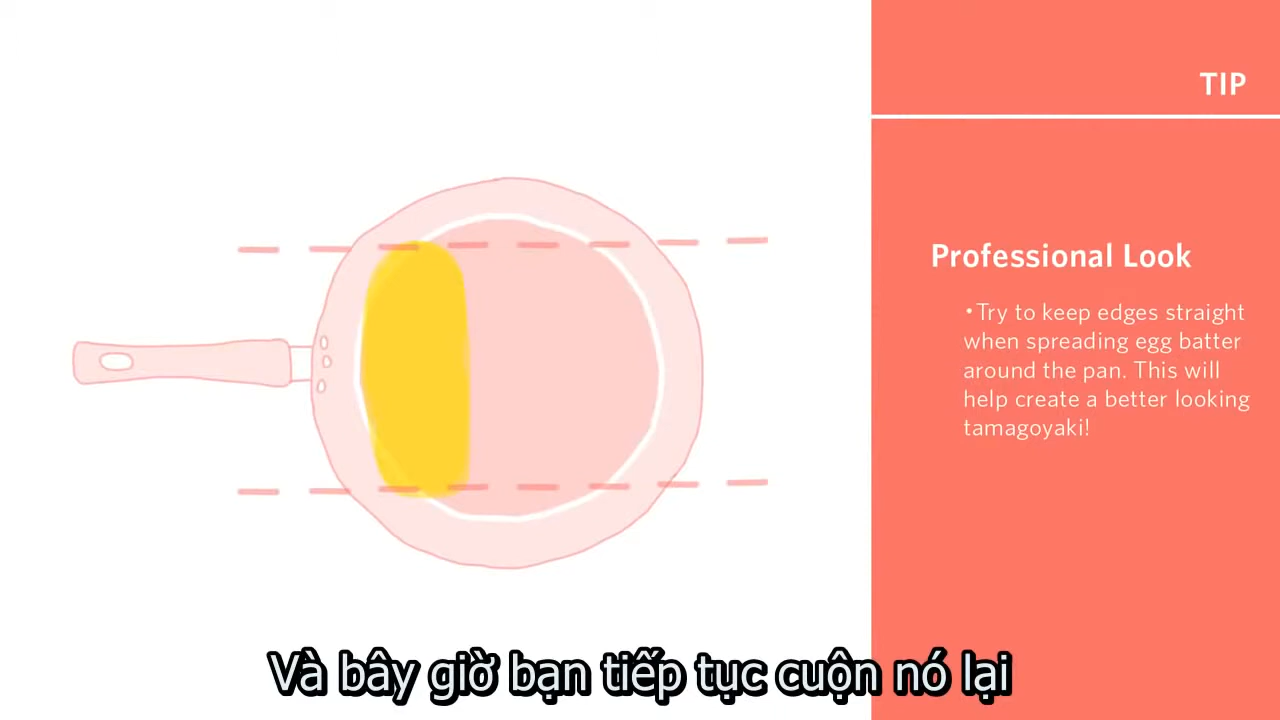 TIP
Professional Look
•Try to keep edges straight
when spreading egg batter
around the pan. This will
help create a better looking
tamagoyaki!
Và bây giờ bạn tiếp tục cuộn nó lại